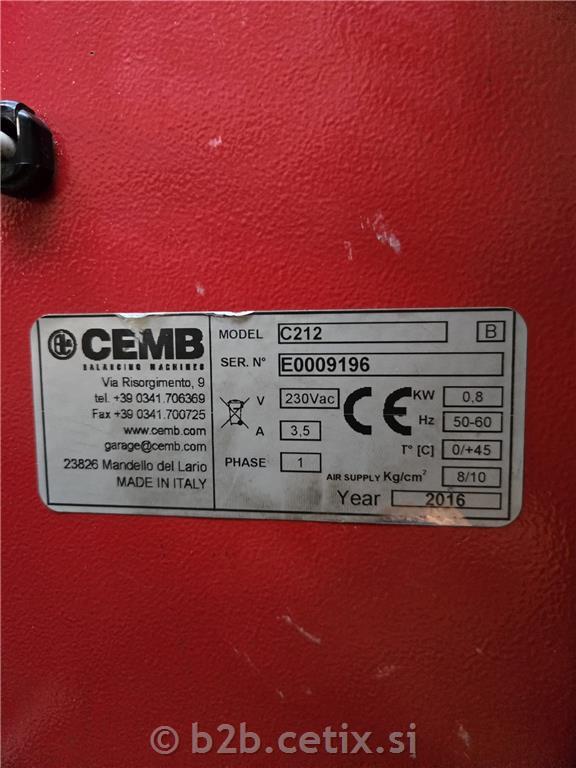 CEMB
BALANCING MACHINES
Via Risorgimento, 9
tel. +39 0341.706369
Fax +39 0341.700725
www.cemb.com
garage@cemb.com
23826 Mandello del Lario
MADE IN ITALY
MODEL C212 B
SER. N° E0009196
V 230Vac CE KW 0,8
A 3,5 Hz 50-60
PHASE 1 T° [C] 0/+45
AIR SUPPLY Kg/cm² 8/10
Year 2016
© b2b.cetix.si